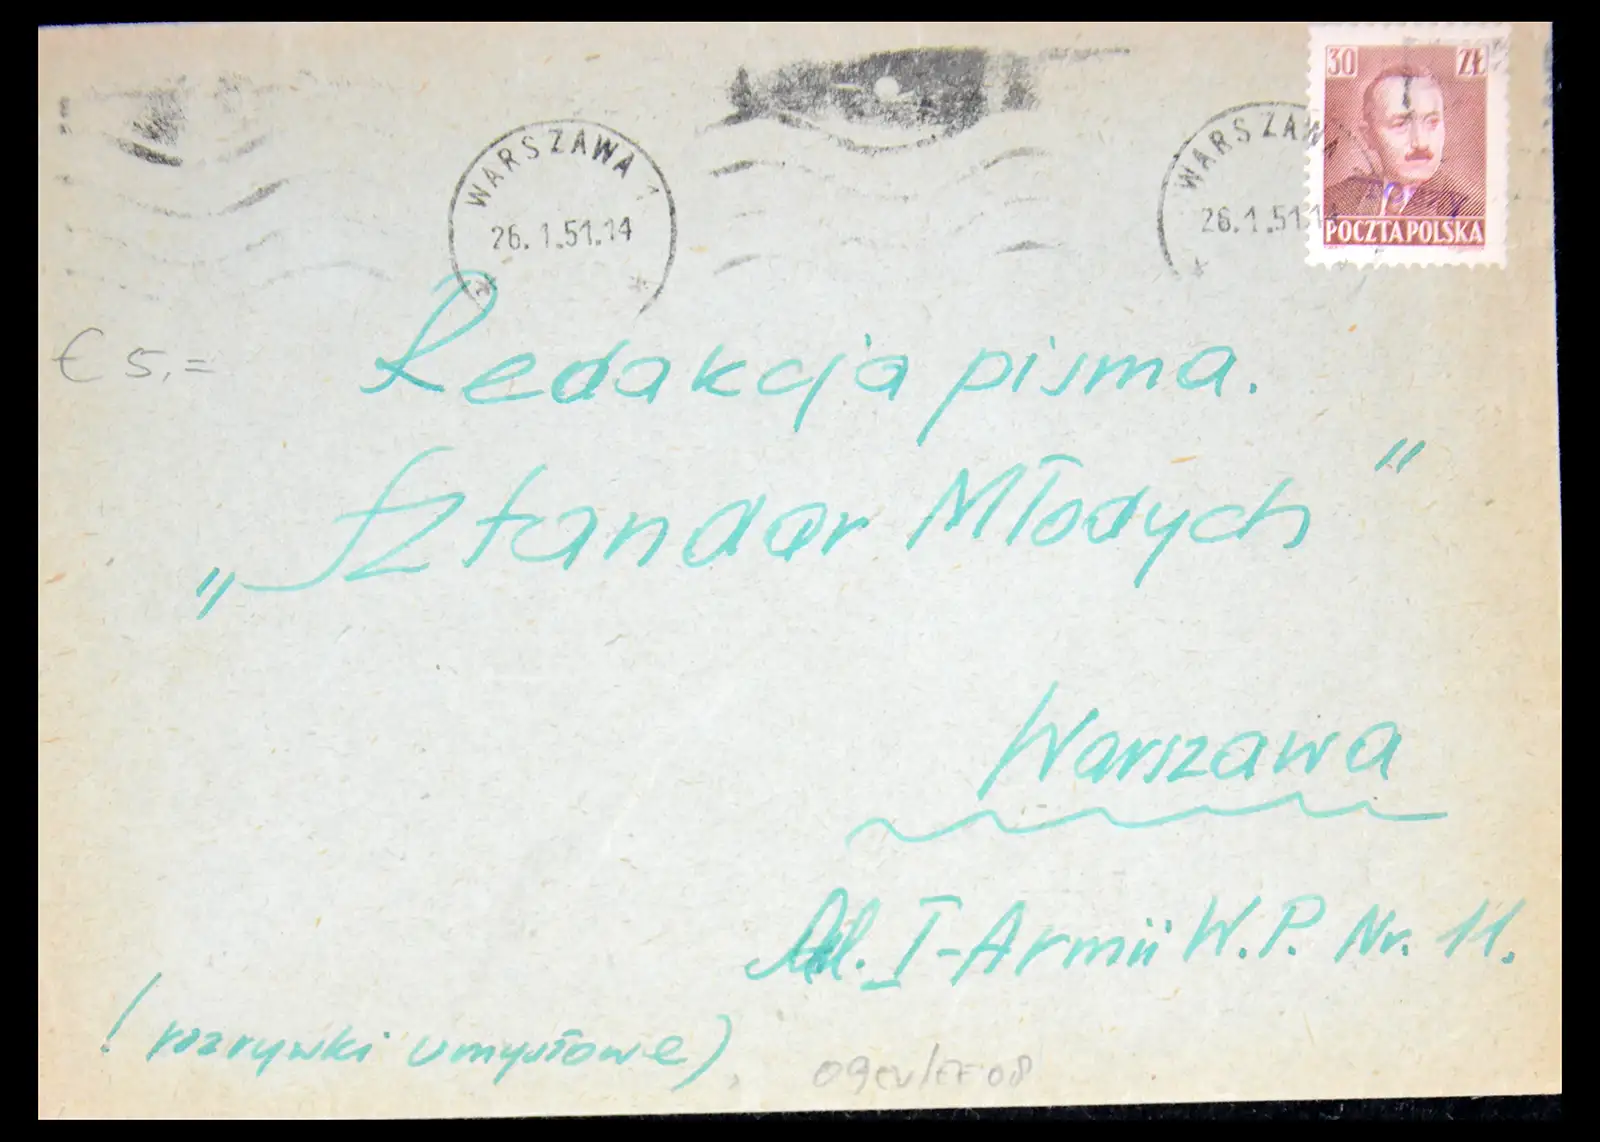 WARSZAWA 1
26.1.51.14
WARSZAWA
26.1.51.14
30 ZŁ
POCZTA POLSKA
€ 5,=
Redakcja pisma.
„Sztandar Młodych"
Warszawa
Al. I-Armii W.P. Nr. 11.
(rozrywki umysłowe).